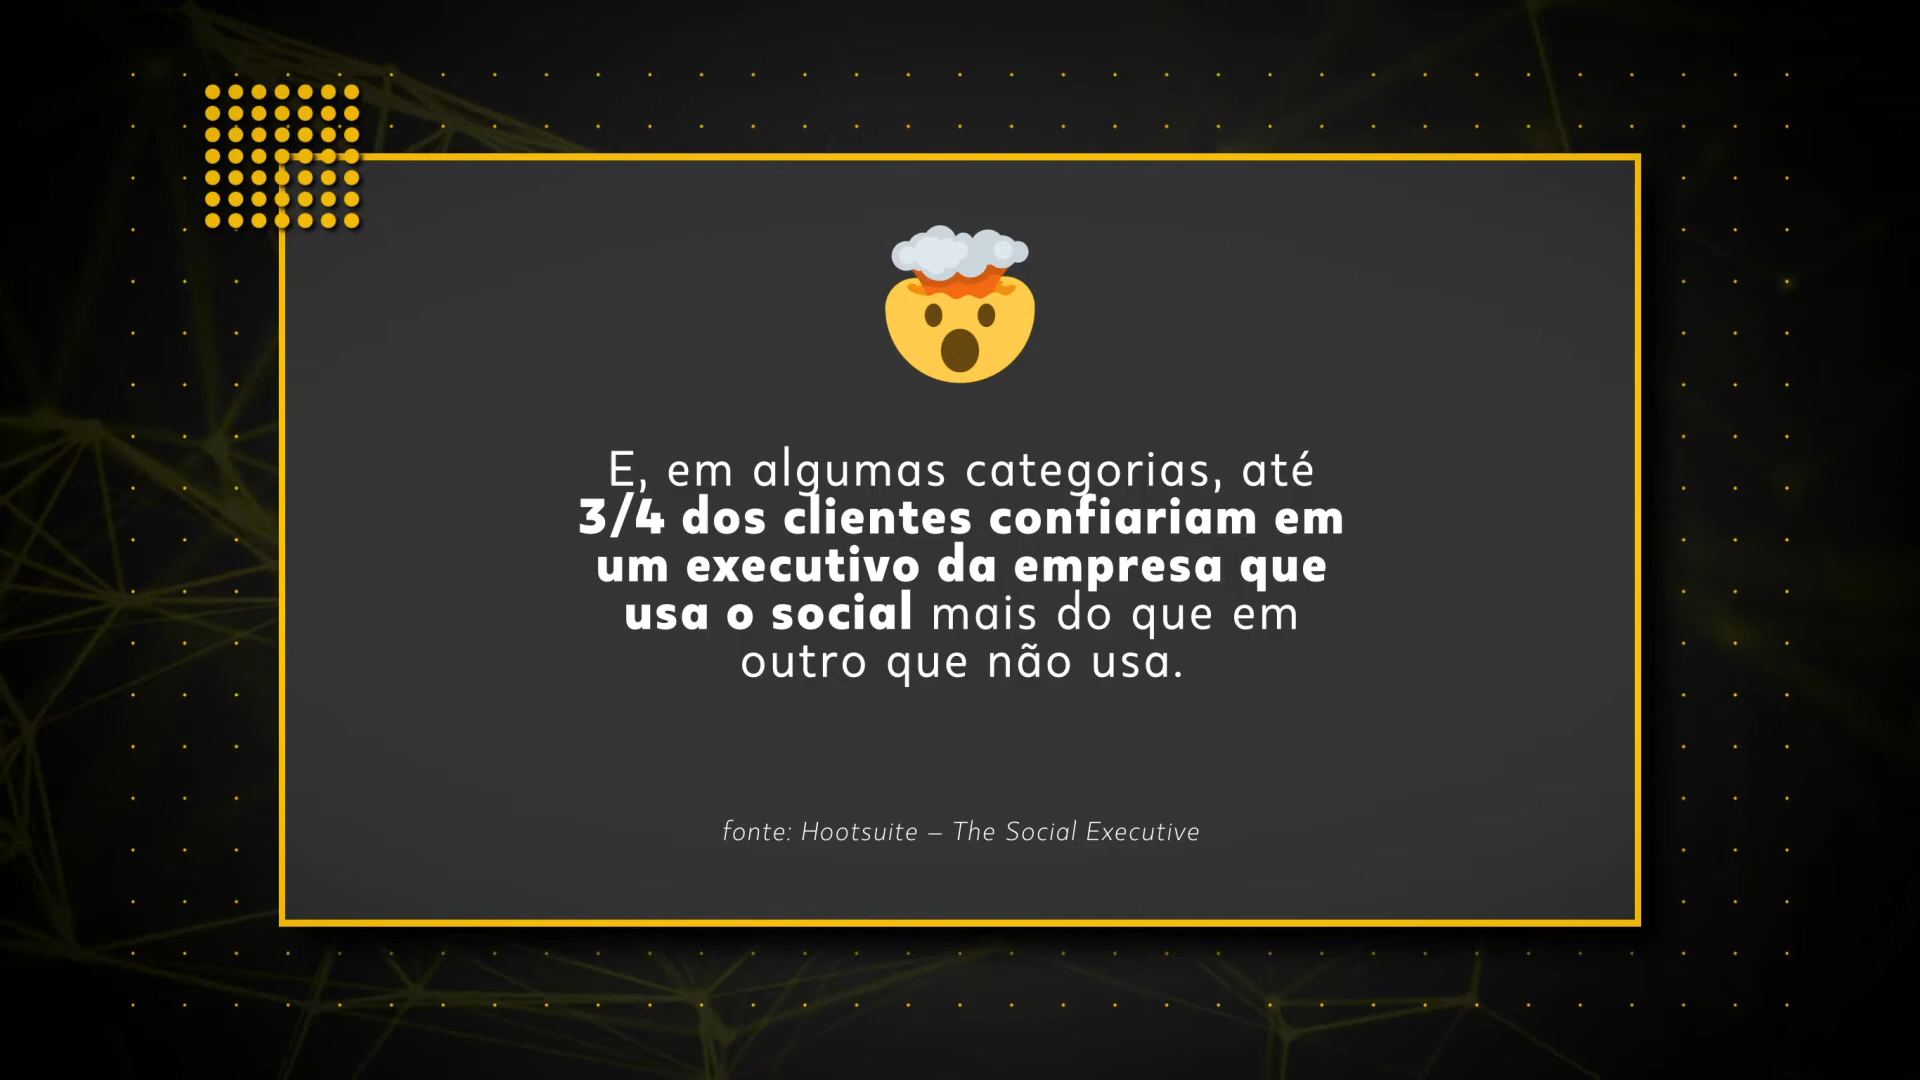 E, em algumas categorias, até
3/4 dos clientes confiariam em
um executivo da empresa que
usa o social mais do que em
outro que não usa.
fonte: Hootsuite – The Social Executive